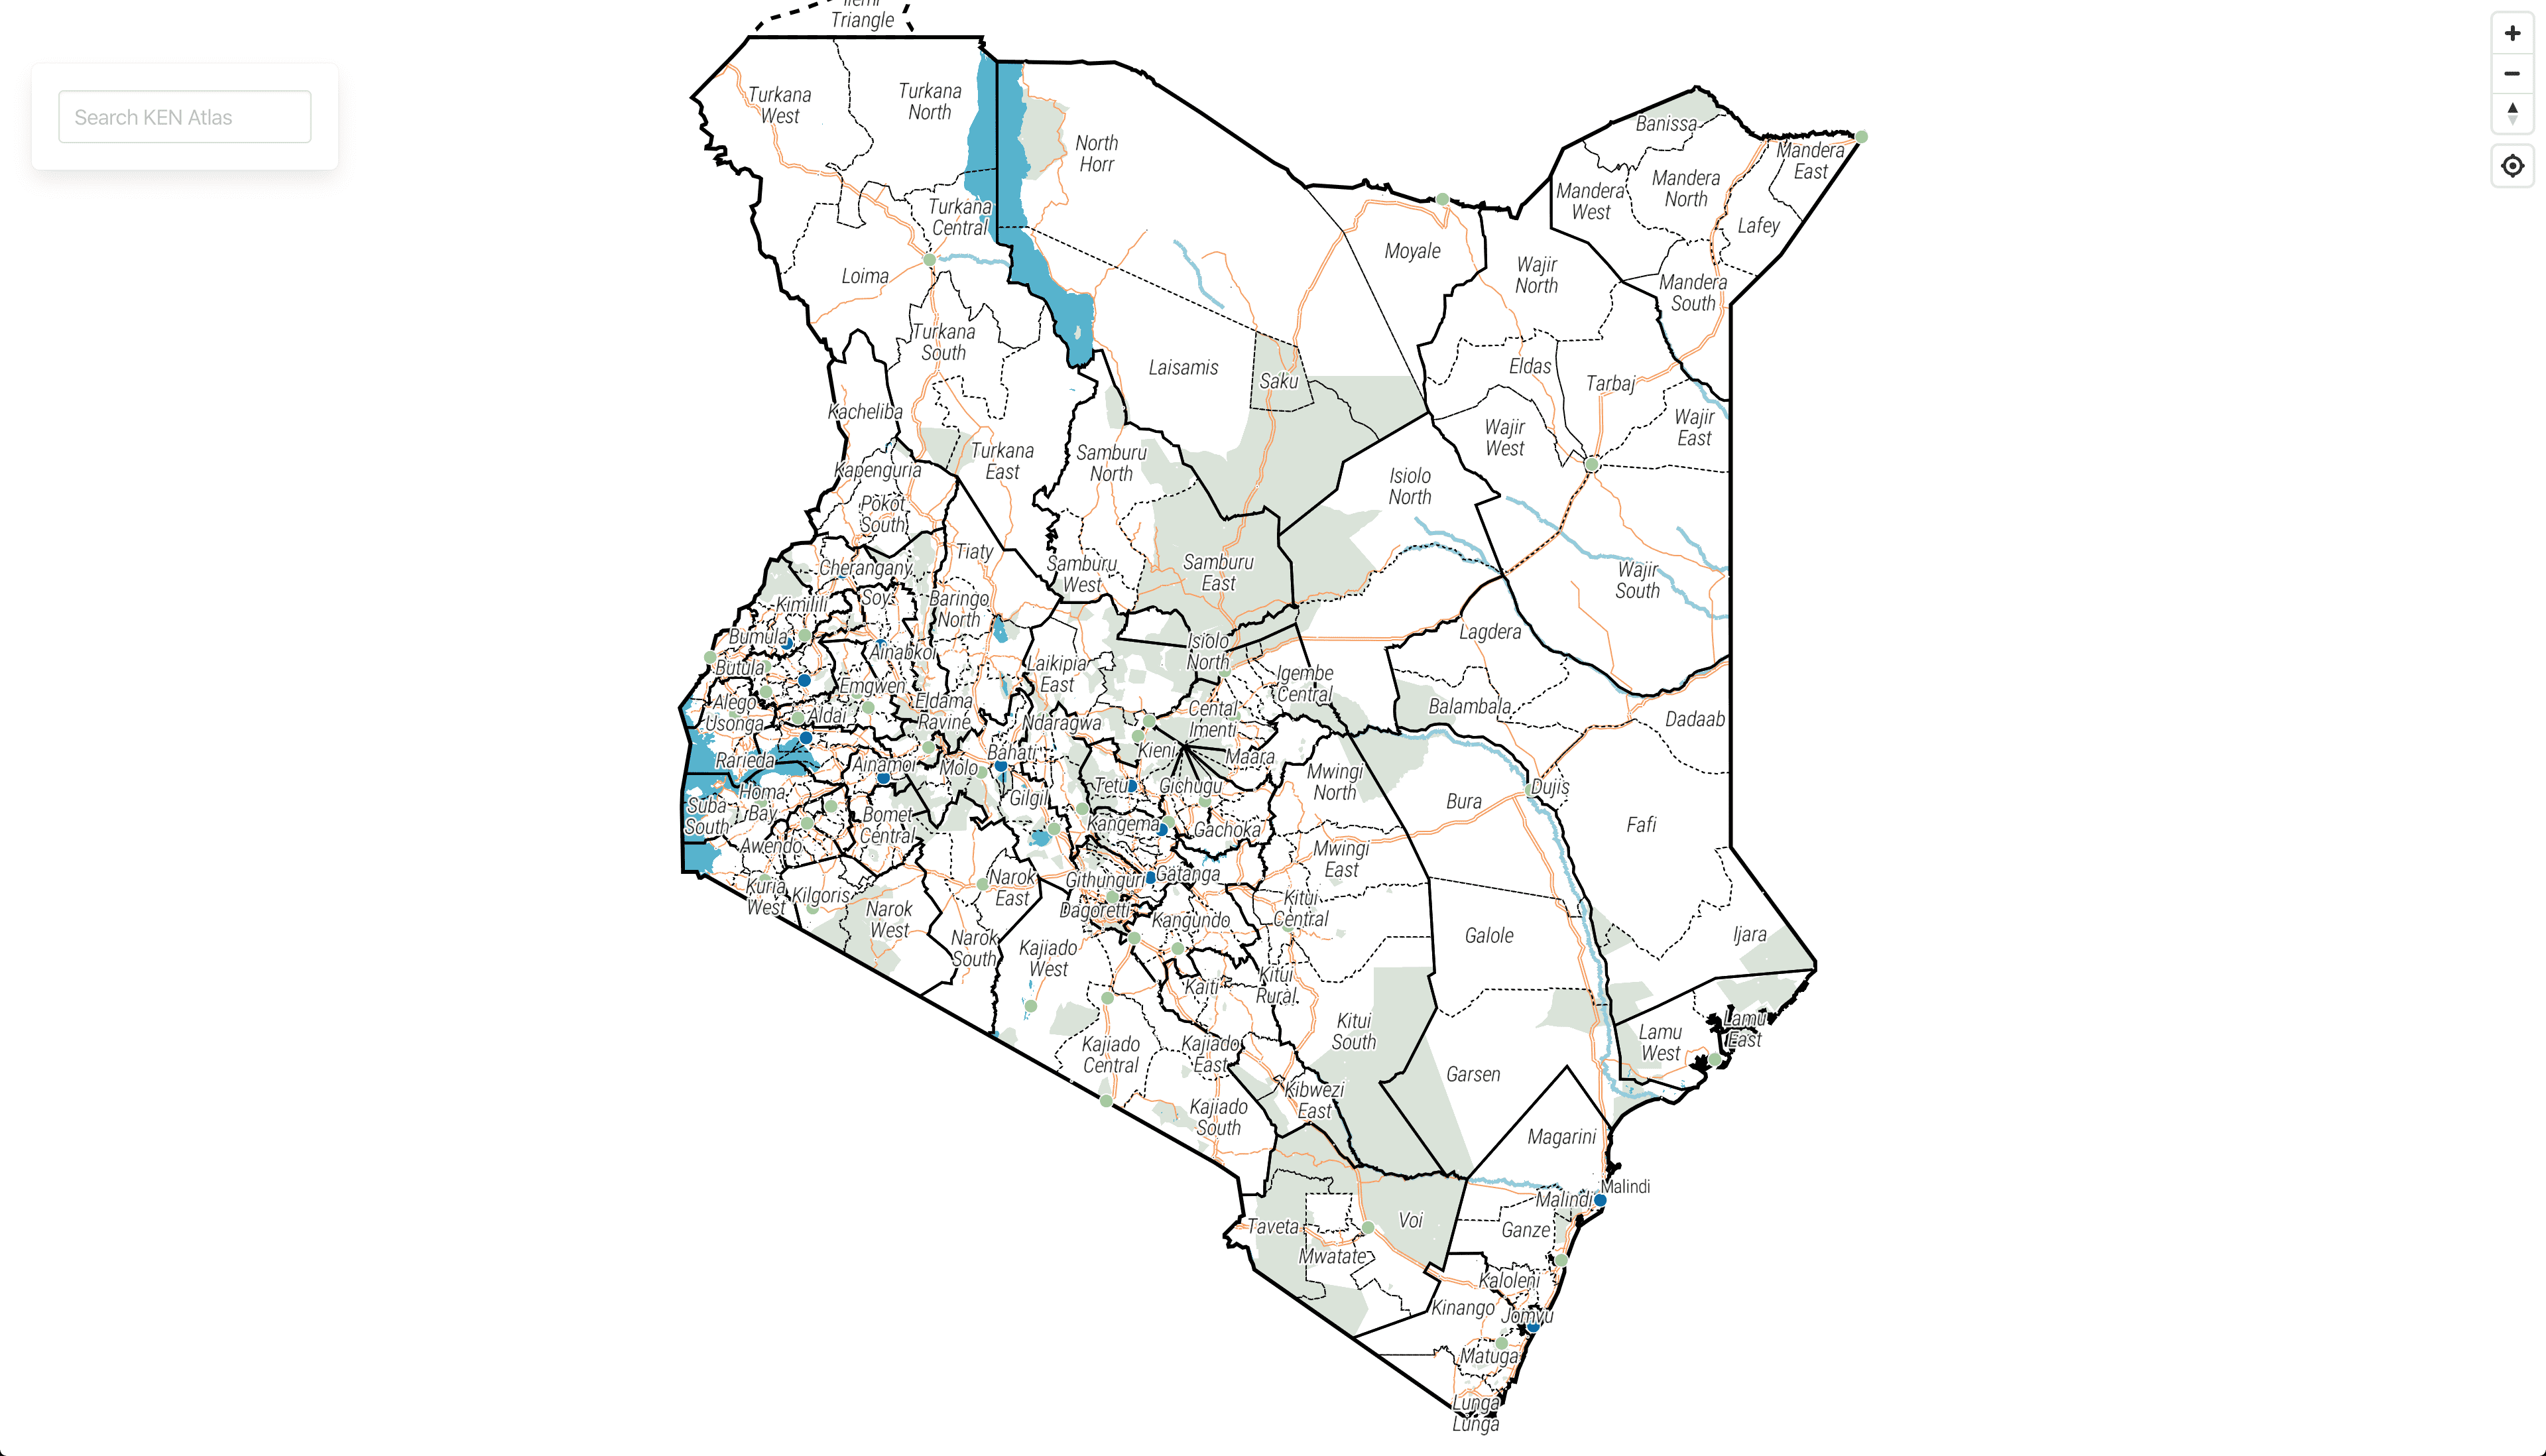 Ilemi
Triangle
Search KEN Atlas
Turkana
West
Turkana
North
North
Horr
Banissa
Mandera
East
Mandera
West
Mandera
North
Lafey
Turkana
Central
Moyale
Loima
Wajir
North
Mandera
South
Turkana
South
Laisamis
Saku
Eldas
Tarbaj
Kacheliba
Wajir
East
Wajir
West
Kapenguria
Turkana
East
Samburu
North
Isiolo
North
Pokot
South
Tiaty
Cherangany
Samburu
West
Samburu
East
Wajir
South
Kimilili
Soy
Baringo
North
Bumula
Ainabkoi
Lagdera
Isiolo
North
Butula
Laikipia
East
Emgwen
Igembe
Central
Alego
Usonga
Aldai
Eldama
Ravine
Ndaragwa
Cental
Imenti
Balambala
Dadaab
Rarieda
Ainamoi
Molo
Bahati
Kieni
Maara
Mwingi
North
Homa
Bay
Suba
South
Gilgil
Tetu
Gichugu
Bura
Dujis
Bomet
Central
Kangema
Gachoka
Fafi
Awendo
Mwingi
East
Kuria
West
Kilgoris
Narok
East
Githunguri
Gatanga
Narok
West
Dagoretti
Kangundo
Kitui
Central
Galole
Ijara
Narok
South
Kajiado
West
Kaiti
Kitui
Rural
Kitui
South
Lamu
West
Lamu
East
Kajiado
Central
Kajiado
East
Kibwezi
East
Garsen
Kajiado
South
Magarini
Malindi
Malindi
Taveta
Voi
Ganze
Mwatate
Kaloleni
Kinango
Jomvu
Matuga
Lunga
Lunga